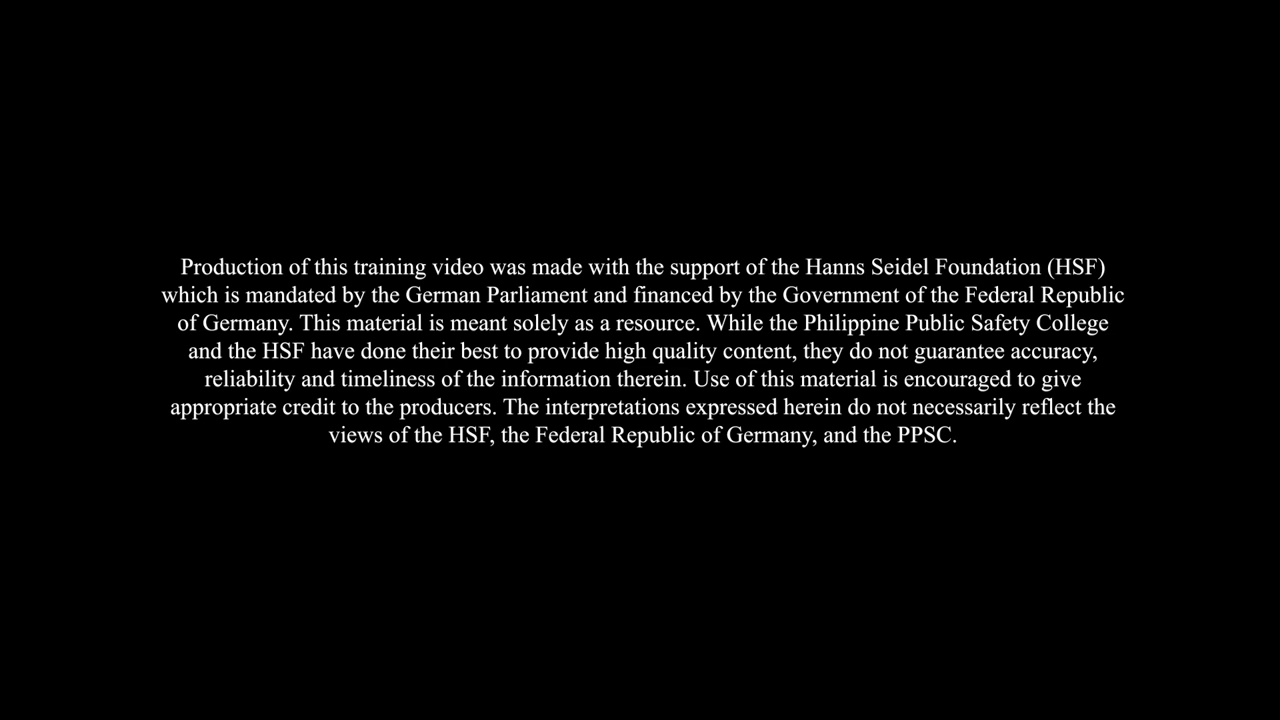 Production of this training video was made with the support of the Hanns Seidel Foundation (HSF)
which is mandated by the German Parliament and financed by the Government of the Federal Republic
of Germany. This material is meant solely as a resource. While the Philippine Public Safety College
and the HSF have done their best to provide high quality content, they do not guarantee accuracy,
reliability and timeliness of the information therein. Use of this material is encouraged to give
appropriate credit to the producers. The interpretations expressed herein do not necessarily reflect the
views of the HSF, the Federal Republic of Germany, and the PPSC.